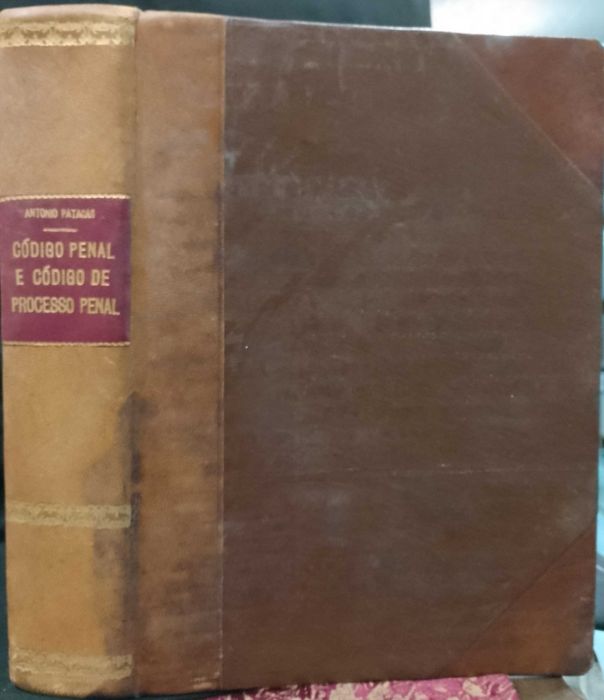 ANTONIO PATACAS
CÓDIGO PENAL
E CÓDIGO DE
PROCESSO PENAL